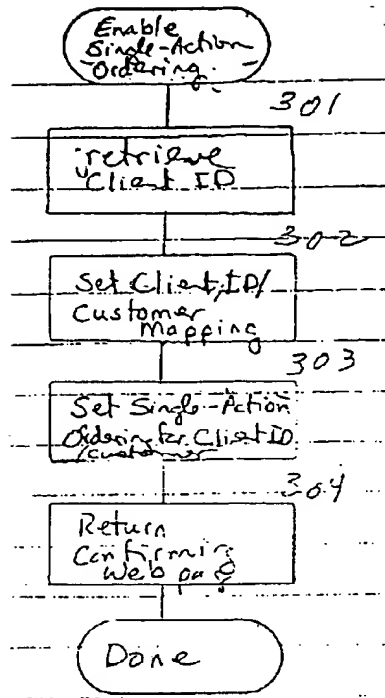 Enable
Single-Action
Ordering
301
retrieve
Client ID
302
Set Client ID/
Customer
Mapping
303
Set Single-Action
Ordering for Client ID
/customer
304
Return
Confirming
Web pag
Done